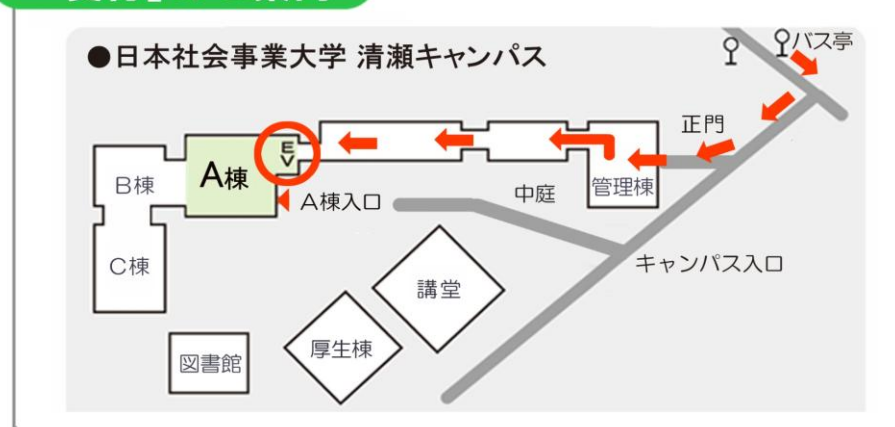 ●日本社会事業大学 清瀬キャンパス
バス亭
正門
EV
A棟
B棟
A棟入口
中庭
管理棟
C棟
キャンパス入口
講堂
厚生棟
図書館